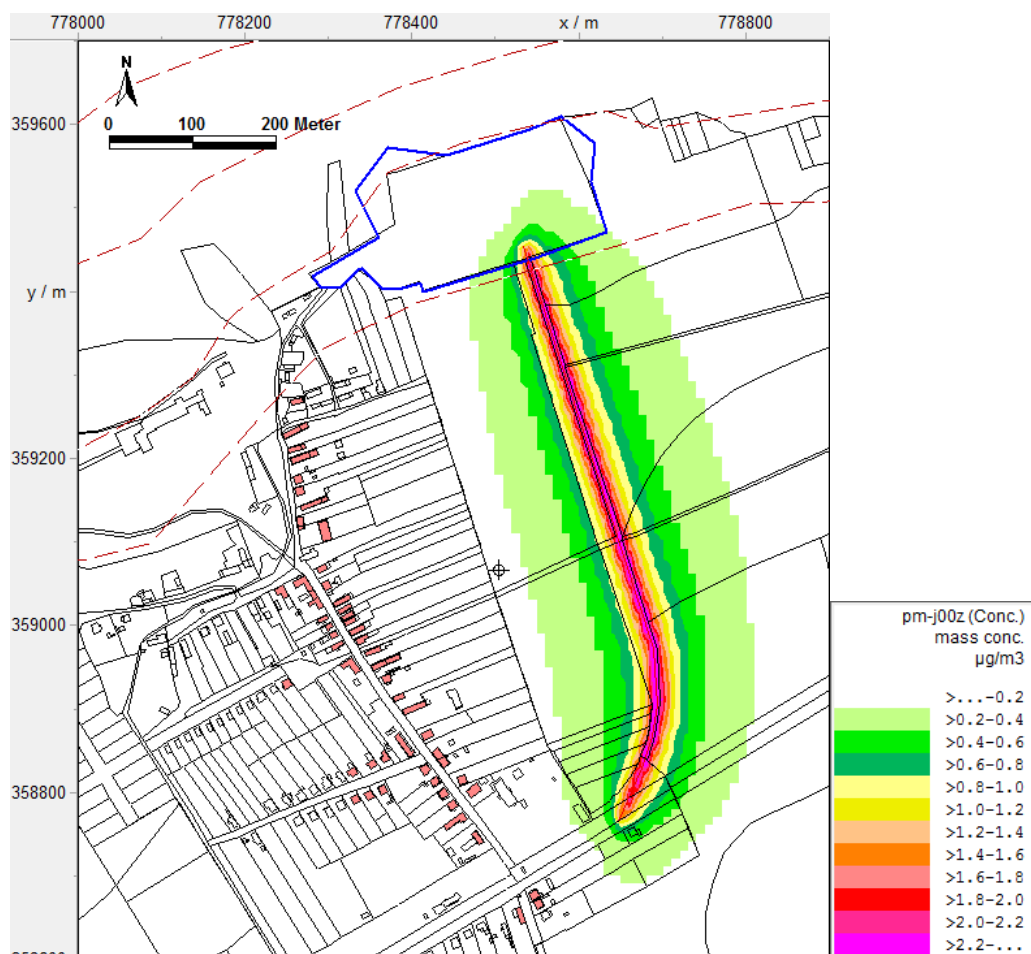 778000 778200 778400 x / m 778800
N
0 100 200 Meter
359600
y / m
359200
359000
358800
pm-j00z (Conc.)
mass conc.
µg/m3
>...-0.2
>0.2-0.4
>0.4-0.6
>0.6-0.8
>0.8-1.0
>1.0-1.2
>1.2-1.4
>1.4-1.6
>1.6-1.8
>1.8-2.0
>2.0-2.2
>2.2-...